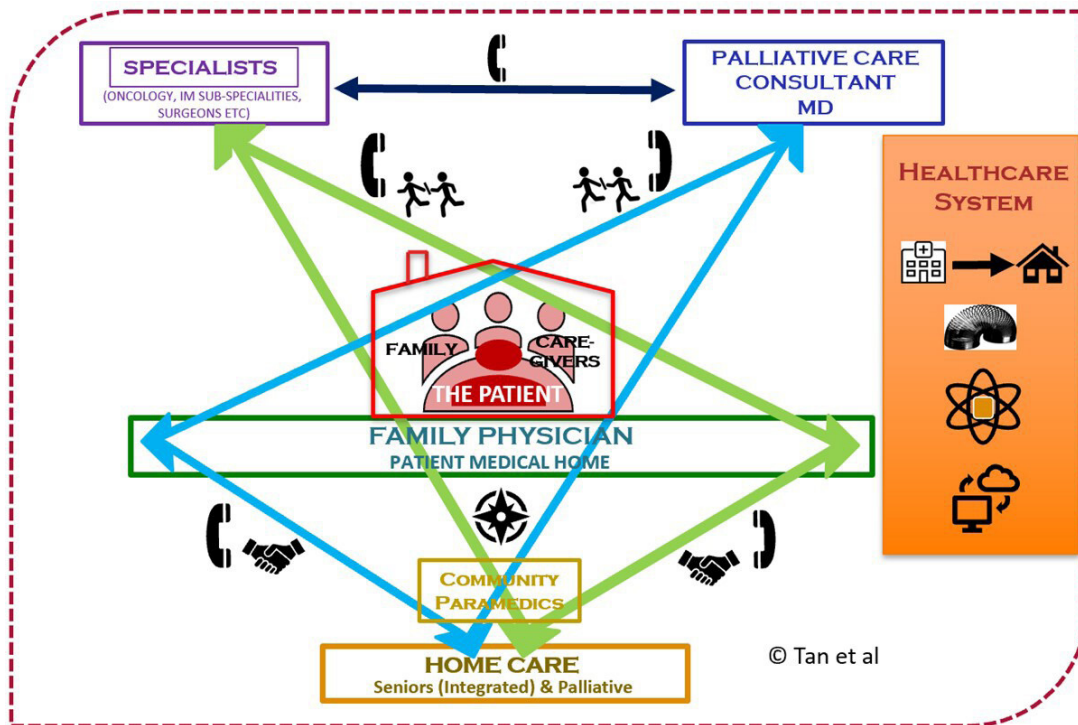 SPECIALISTS
(ONCOLOGY, IM SUB-SPECIALITIES,
SURGEONS ETC)
PALLIATIVE CARE
CONSULTANT
MD
HEALTHCARE
SYSTEM
FAMILY
CARE-
GIVERS
THE PATIENT
FAMILY PHYSICIAN
PATIENT MEDICAL HOME
COMMUNITY
PARAMEDICS
HOME CARE
Seniors (Integrated) & Palliative
© Tan et al